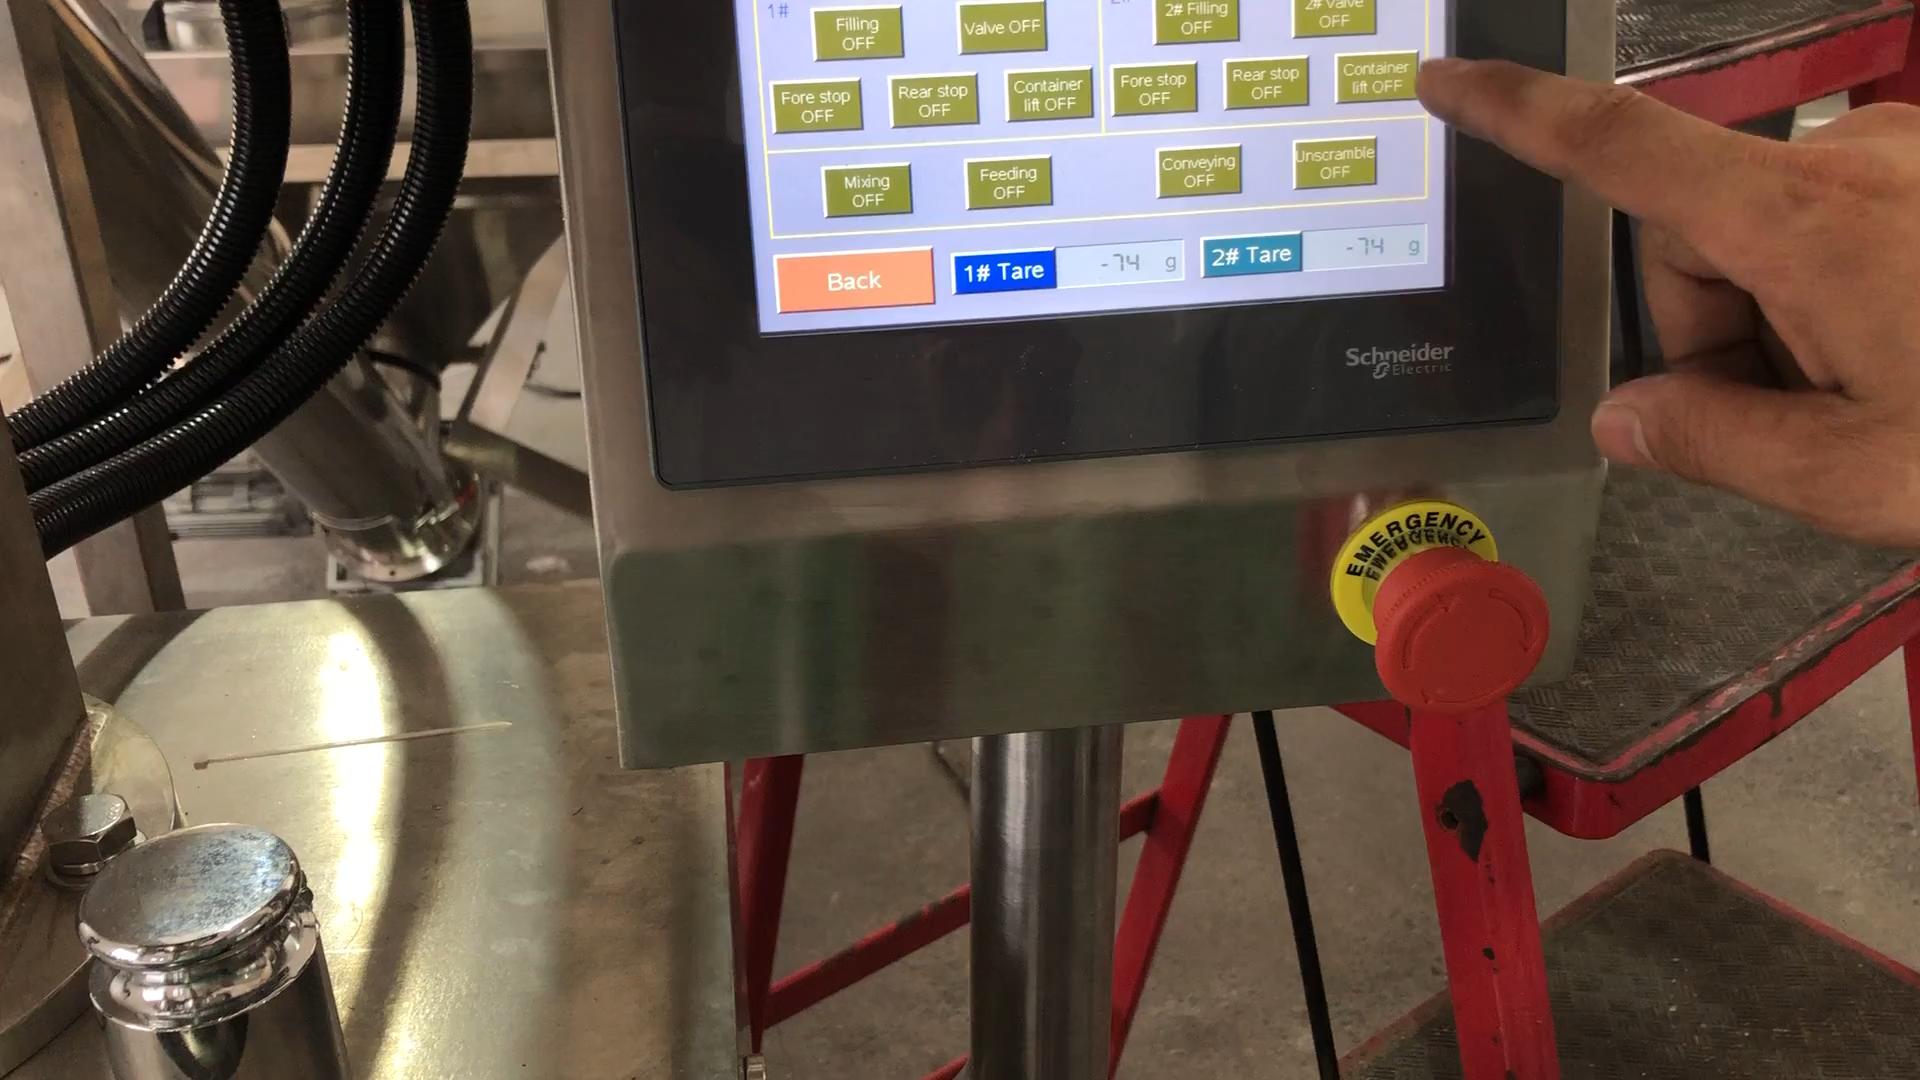 1#
Filling
OFF
Valve OFF
2# Filling
OFF
2# Valve
OFF
Fore stop
OFF
Rear stop
OFF
Container
lift OFF
Fore stop
OFF
Rear stop
OFF
Container
lift OFF
Mixing
OFF
Feeding
OFF
Conveying
OFF
Unscramble
OFF
Back
1# Tare
-74 g
2# Tare
-74 g
Schneider
Electric
EMERGENCY
EMERGENCY